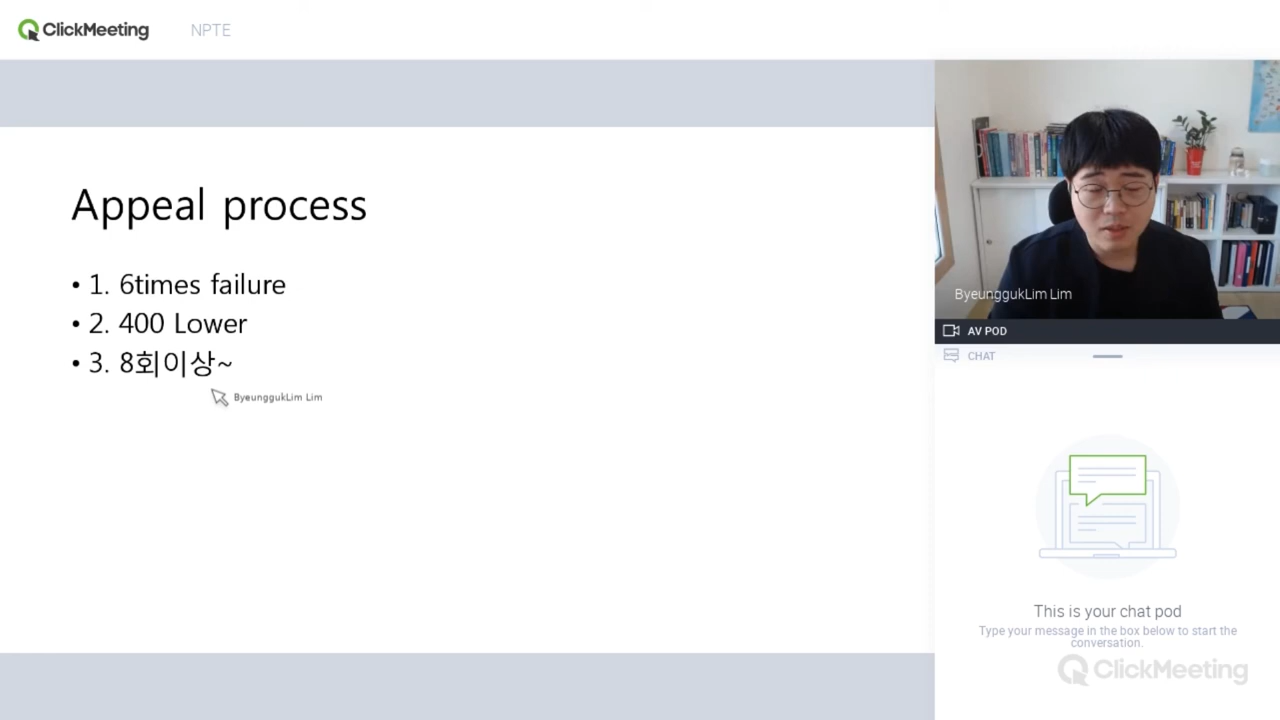 ClickMeeting
NPTE
Appeal process
• 1. 6times failure
• 2. 400 Lower
• 3. 8회이상~
ByeunggukLim Lim
ByeunggukLim Lim
AV POD
CHAT
This is your chat pod
Type your message in the box below to start the
conversation.
ClickMeeting